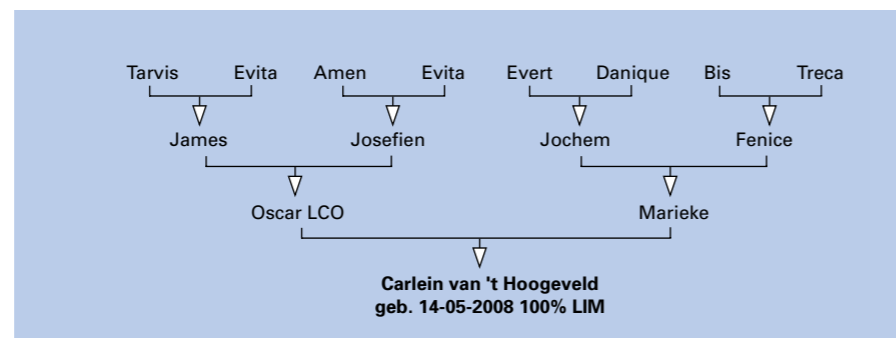 Tarvis Evita Amen Evita Evert Danique Bis Treca
James Josefien Jochem Fenice
Oscar LCO Marieke
Carlein van 't Hoogeveld
geb. 14-05-2008 100% LIM